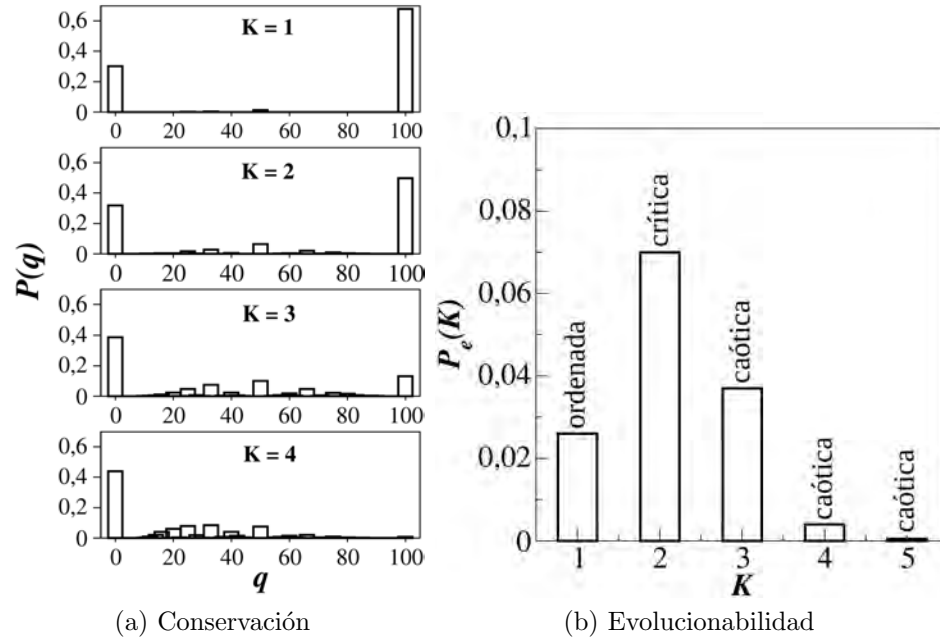 0,6
0,4
0,2
0
K = 1
0 20 40 60 80 100
0,6
0,4
0,2
0
K = 2
0 20 40 60 80 100
0,6
0,4
0,2
0
K = 3
0 20 40 60 80 100
0,6
0,4
0,2
0
K = 4
0 20 40 60 80 100
P(q)
q
(a) Conservación
0,1
0,08
0,06
0,04
0,02
0
P_e(K)
ordenada
crítica
caótica
caótica
caótica
1 2 3 4 5
K
(b) Evolucionabilidad